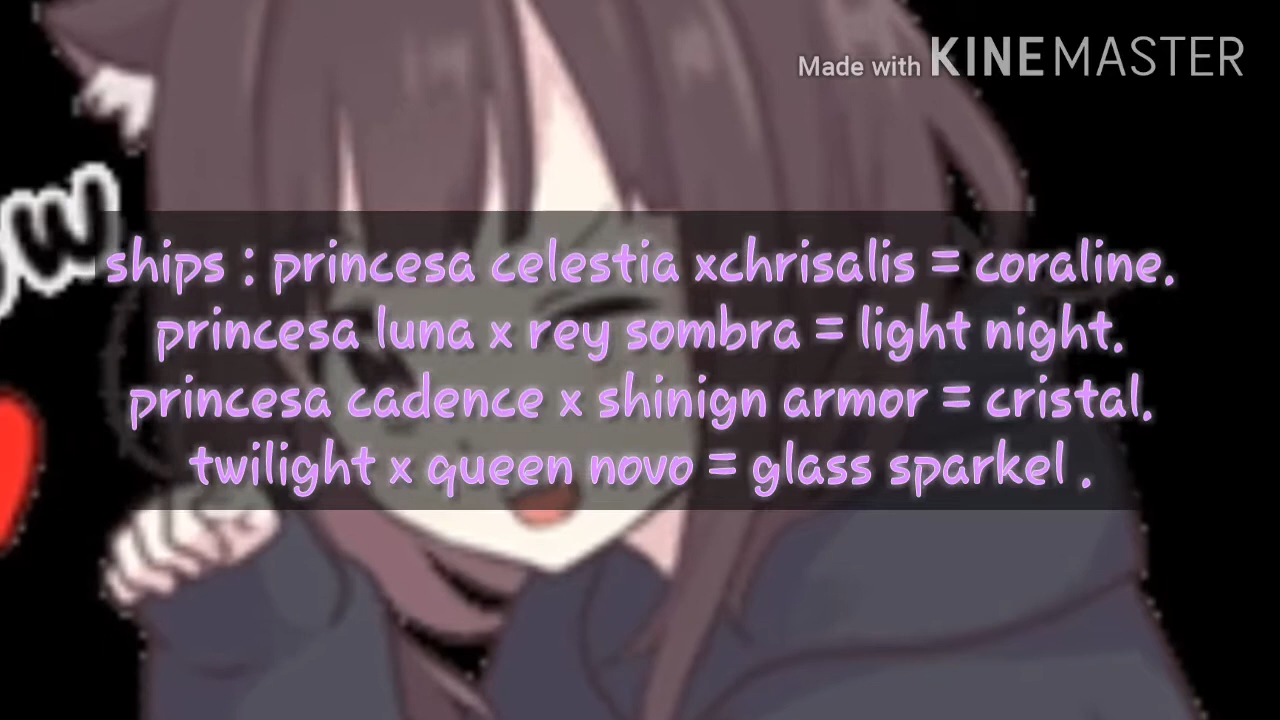 Made with KINEMASTER
ow
ships : princesa celestia xchrisalis = coraline.
princesa luna x rey sombra = light night.
princesa cadence x shinign armor = cristal.
twilight x queen novo = glass sparkel .